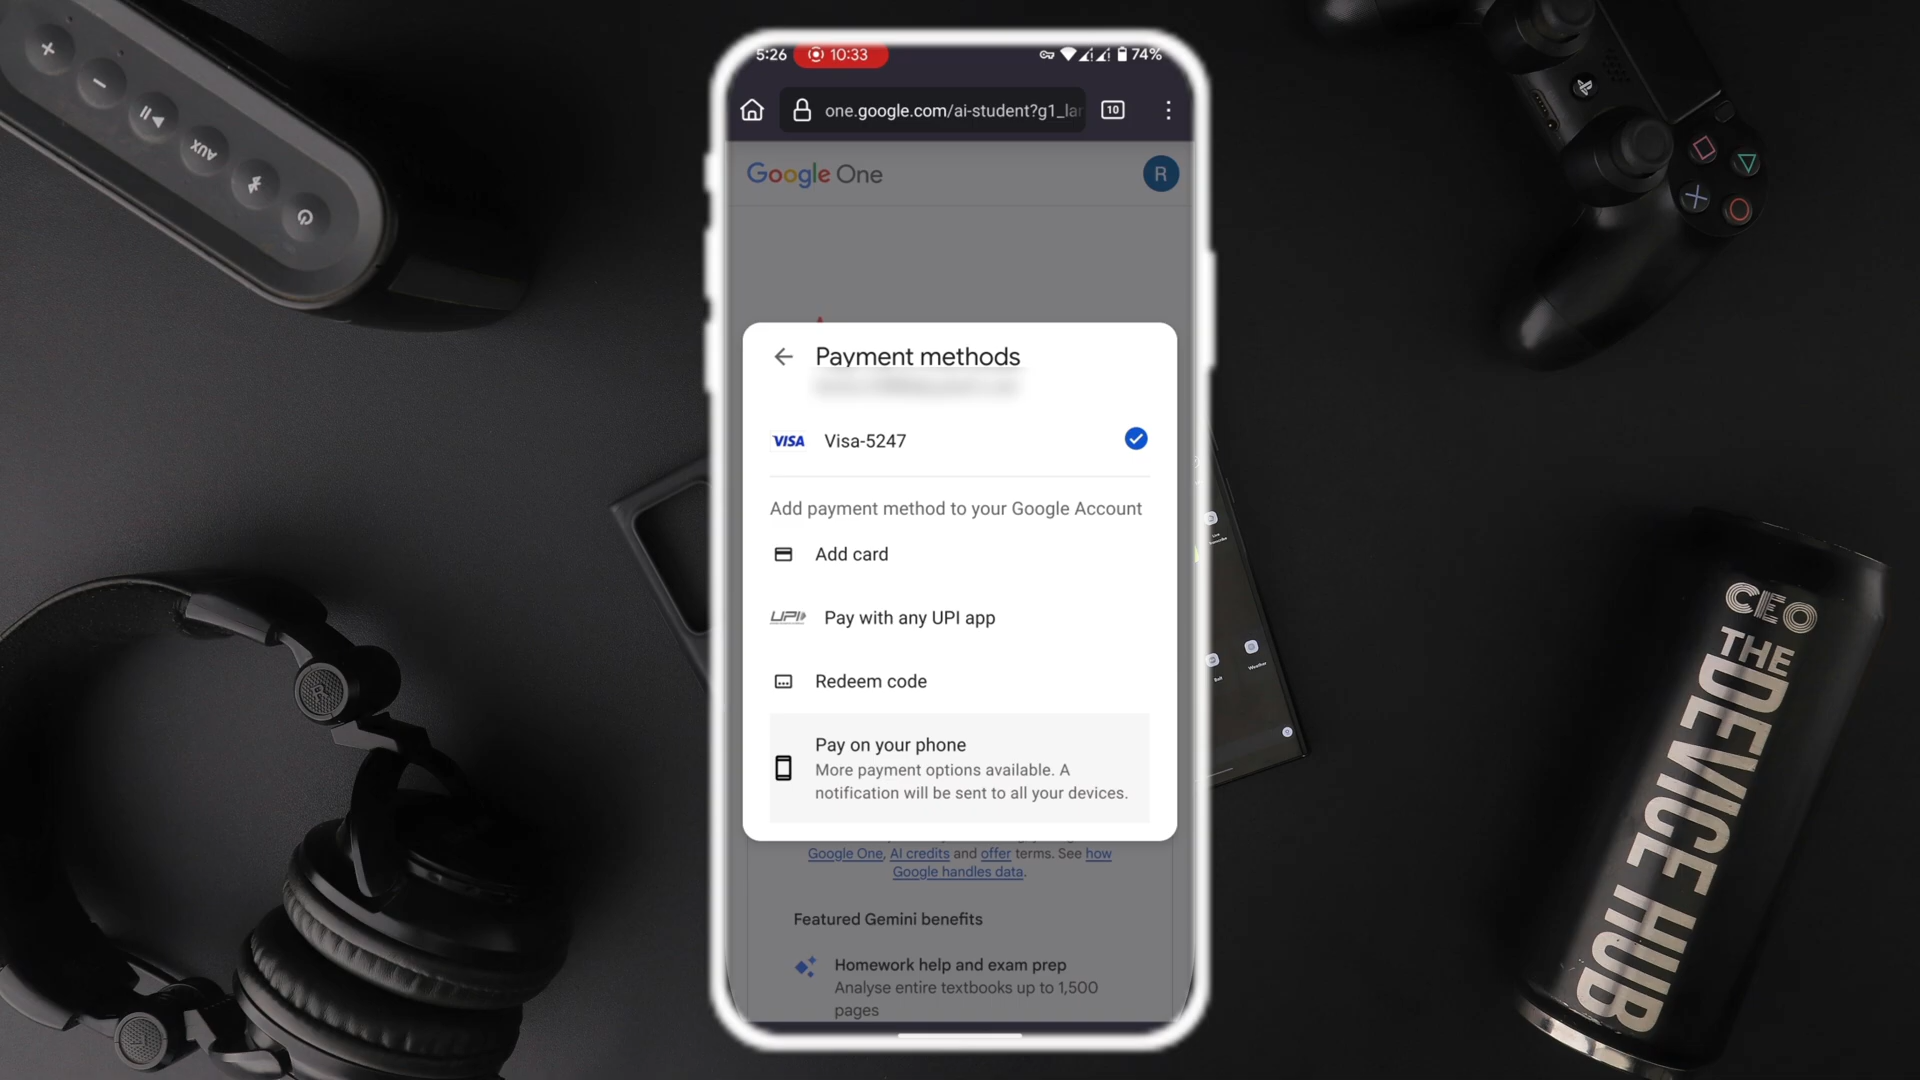 5:26
10:33
74%
one.google.com/ai-student?g1_lar
10
Google One
R
Payment methods
VISA
Visa-5247
Add payment method to your Google Account
Add card
UPI
Pay with any UPI app
Redeem code
Pay on your phone
More payment options available. A
notification will be sent to all your devices.
Google One, AI credits and offer terms. See how
Google handles data.
Featured Gemini benefits
Homework help and exam prep
Analyse entire textbooks up to 1,500
pages
AUX
R
Weather
CEO
THE
DEVICE HUB